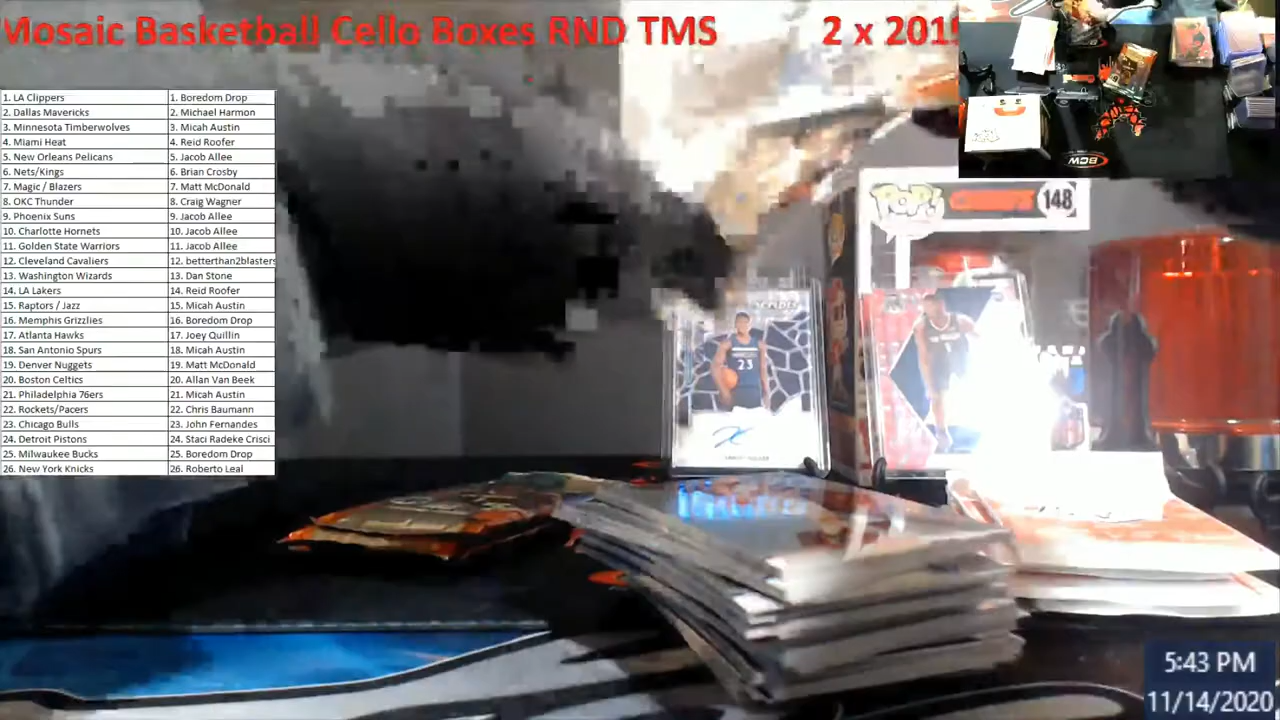 Mosaic Basketball Cello Boxes RND TMS 2 x 201
1. LA Clippers 1. Boredom Drop
2. Dallas Mavericks 2. Michael Harmon
3. Minnesota Timberwolves 3. Micah Austin
4. Miami Heat 4. Reid Roofer
5. New Orleans Pelicans 5. Jacob Allee
6. Nets/Kings 6. Brian Crosby
7. Magic / Blazers 7. Matt McDonald
8. OKC Thunder 8. Craig Wagner
9. Phoenix Suns 9. Jacob Allee
10. Charlotte Hornets 10. Jacob Allee
11. Golden State Warriors 11. Jacob Allee
12. Cleveland Cavaliers 12. betterthan2blasters
13. Washington Wizards 13. Dan Stone
14. LA Lakers 14. Reid Roofer
15. Raptors / Jazz 15. Micah Austin
16. Memphis Grizzlies 16. Boredom Drop
17. Atlanta Hawks 17. Joey Quillin
18. San Antonio Spurs 18. Micah Austin
19. Denver Nuggets 19. Matt McDonald
20. Boston Celtics 20. Allan Van Beek
21. Philadelphia 76ers 21. Micah Austin
22. Rockets/Pacers 22. Chris Baumann
23. Chicago Bulls 23. John Fernandes
24. Detroit Pistons 24. Staci Radeke Crisci
25. Milwaukee Bucks 25. Boredom Drop
26. New York Knicks 26. Roberto Leal
BCW
POP!
148
23
5:43 PM
11/14/2020